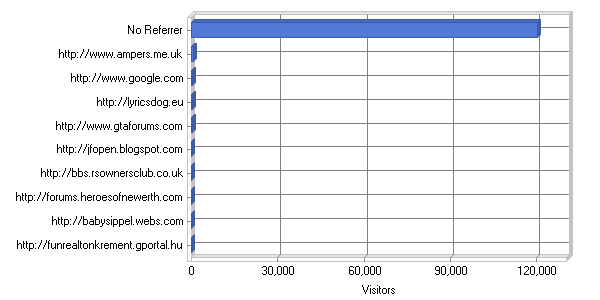 No Referrer
http://www.ampers.me.uk
http://www.google.com
http://lyricsdog.eu
http://www.gtaforums.com
http://jfopen.blogspot.com
http://bbs.rsownersclub.co.uk
http://forums.heroesofnewerth.com
http://babysippel.webs.com
http://funrealtonkrement.gportal.hu
0 30,000 60,000 90,000 120,000
Visitors